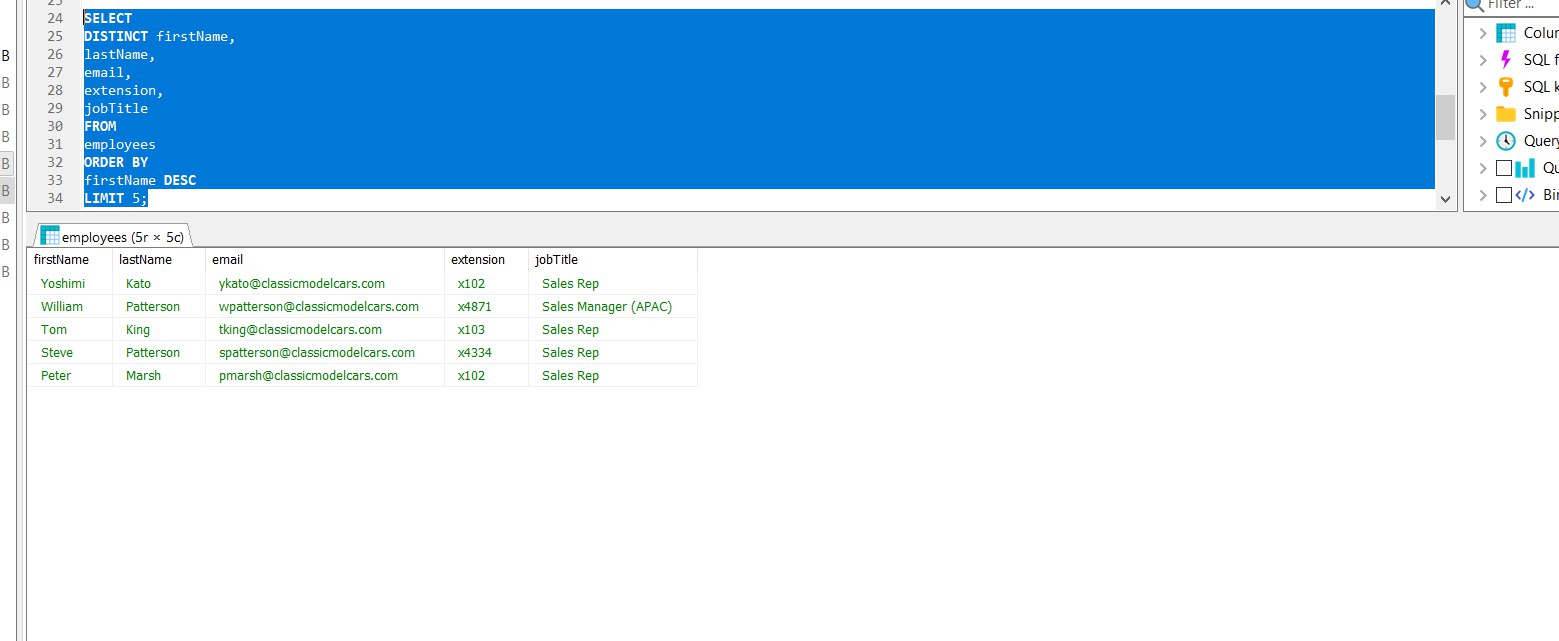 23
24 SELECT
25 DISTINCT firstName,
26 lastName,
27 email,
28 extension,
29 jobTitle
30 FROM
31 employees
32 ORDER BY
33 firstName DESC
34 LIMIT 5;
B
B
B
B
B
B
B
B
B
Filter ...
Colur
SQL f
SQL k
Snipp
Query
Qu
Bin
employees (5r × 5c)
firstName lastName email extension jobTitle
Yoshimi Kato ykato@classicmodelcars.com x102 Sales Rep
William Patterson wpatterson@classicmodelcars.com x4871 Sales Manager (APAC)
Tom King tking@classicmodelcars.com x103 Sales Rep
Steve Patterson spatterson@classicmodelcars.com x4334 Sales Rep
Peter Marsh pmarsh@classicmodelcars.com x102 Sales Rep